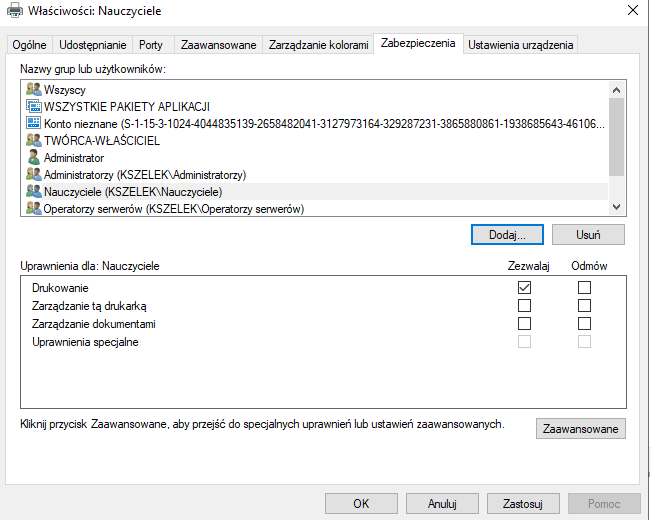 Właściwości: Nauczyciele
Ogólne Udostępnianie Porty Zaawansowane Zarządzanie kolorami Zabezpieczenia Ustawienia urządzenia
Nazwy grup lub użytkowników:
Wszyscy
WSZYSTKIE PAKIETY APLIKACJI
Konto nieznane (S-1-15-3-1024-4044835139-2658482041-3127973164-329287231-3865880861-1938685643-46106...
TWÓRCA-WŁAŚCICIEL
Administrator
Administratorzy (KSZELEK\Administratorzy)
Nauczyciele (KSZELEK\Nauczyciele)
Operatorzy serwerów (KSZELEK\Operatorzy serwerów)
Dodaj... Usuń
Uprawnienia dla: Nauczyciele Zezwalaj Odmów
Drukowanie
Zarządzanie tą drukarką
Zarządzanie dokumentami
Uprawnienia specjalne
Kliknij przycisk Zaawansowane, aby przejść do specjalnych uprawnień lub ustawień zaawansowanych. Zaawansowane
OK Anuluj Zastosuj Pomoc